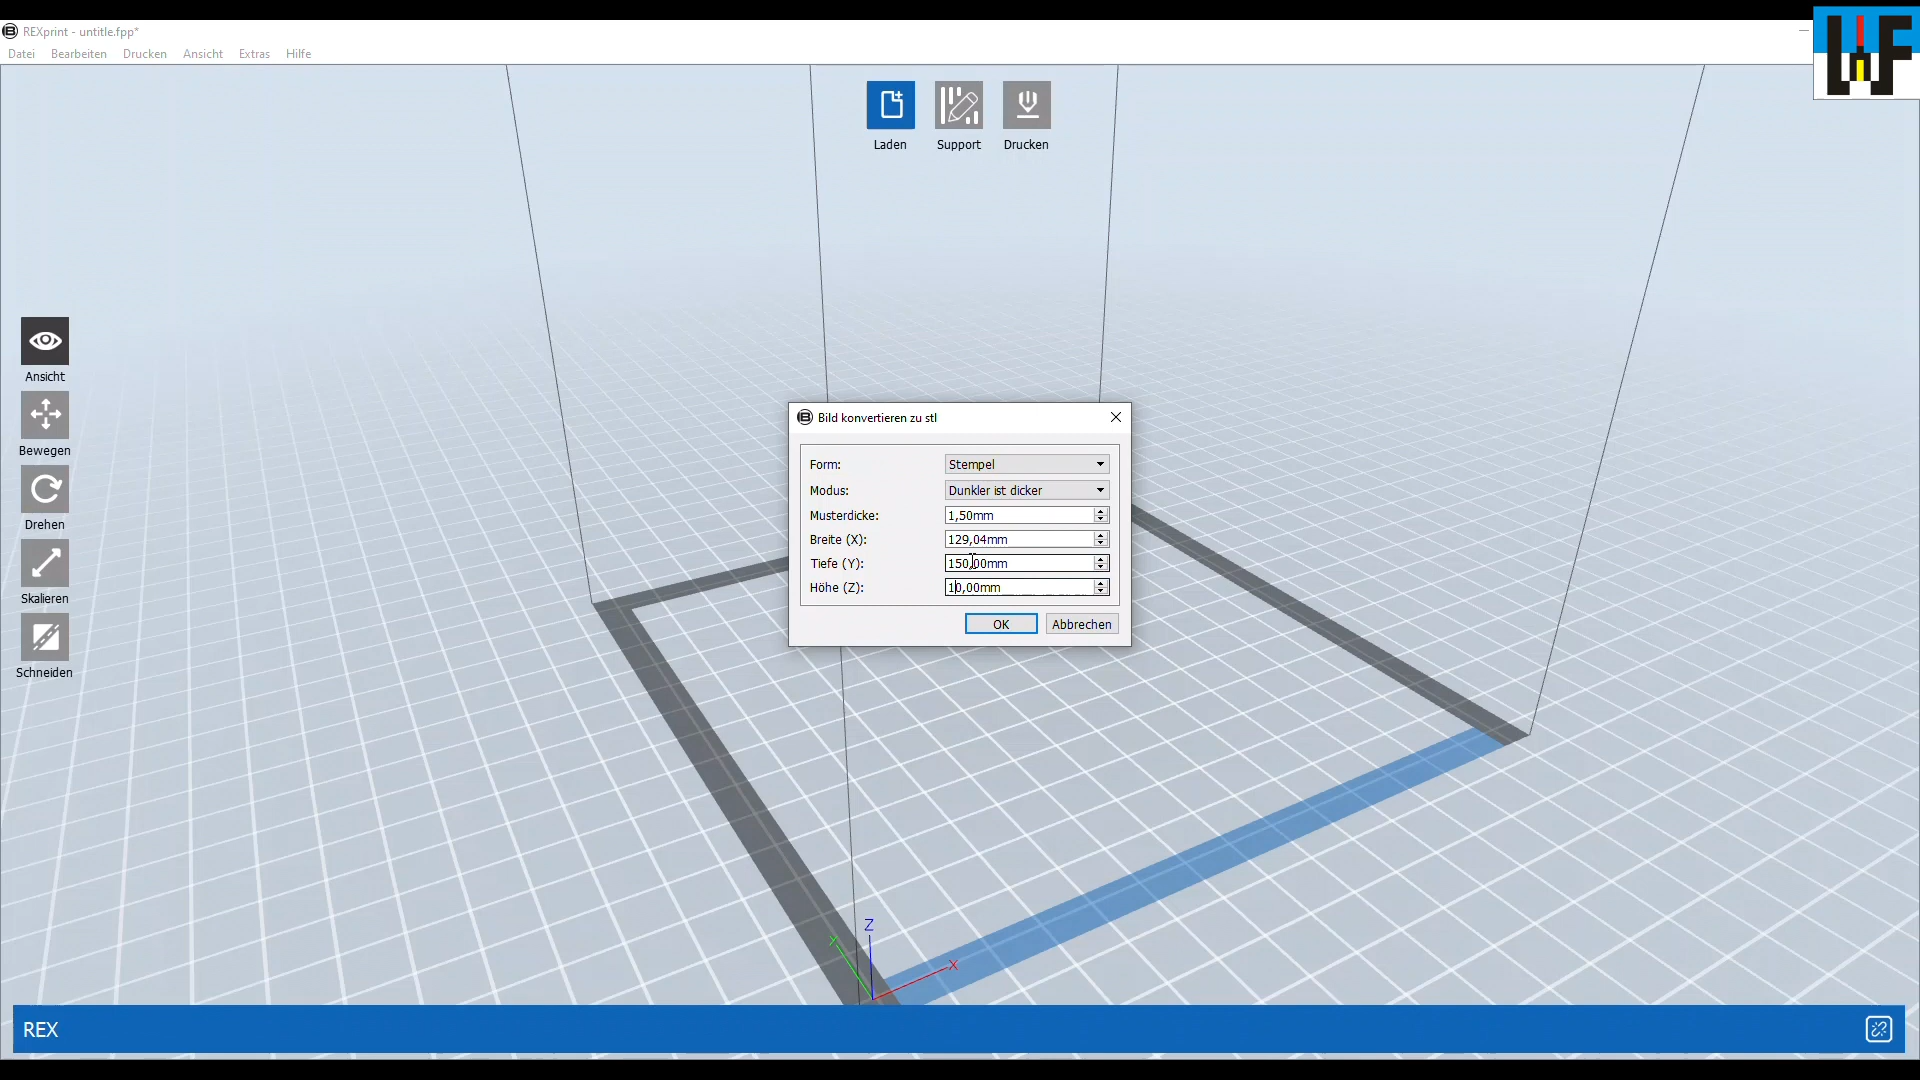 REXprint - untitle.fpp*
Datei Bearbeiten Drucken Ansicht Extras Hilfe
Laden Support Drucken
Ansicht
Bewegen
Drehen
Skalieren
Schneiden
Bild konvertieren zu stl
Form: Stempel
Modus: Dunkler ist dicker
Musterdicke: 1,50mm
Breite (X): 129,04mm
Tiefe (Y): 150,00mm
Höhe (Z): 10,00mm
OK Abbrechen
Z
Y
X
REX